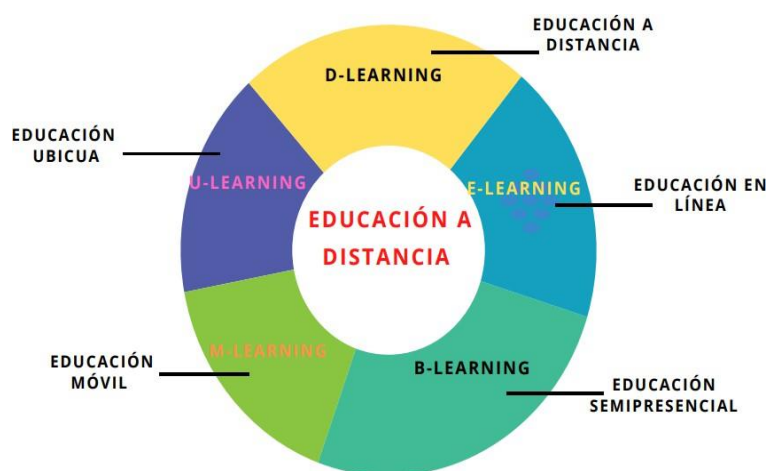 EDUCACIÓN A
DISTANCIA
D-LEARNING
EDUCACIÓN
UBICUA
U-LEARNING
E-LEARNING
EDUCACIÓN EN
LÍNEA
EDUCACIÓN A
DISTANCIA
M-LEARNING
EDUCACIÓN
MÓVIL
B-LEARNING
EDUCACIÓN
SEMIPRESENCIAL